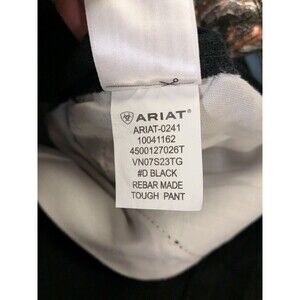 ARIAT
ARIAT-0241
10041162
4500127026T
VN07S23TG
#D BLACK
REBAR MADE
TOUGH PANT